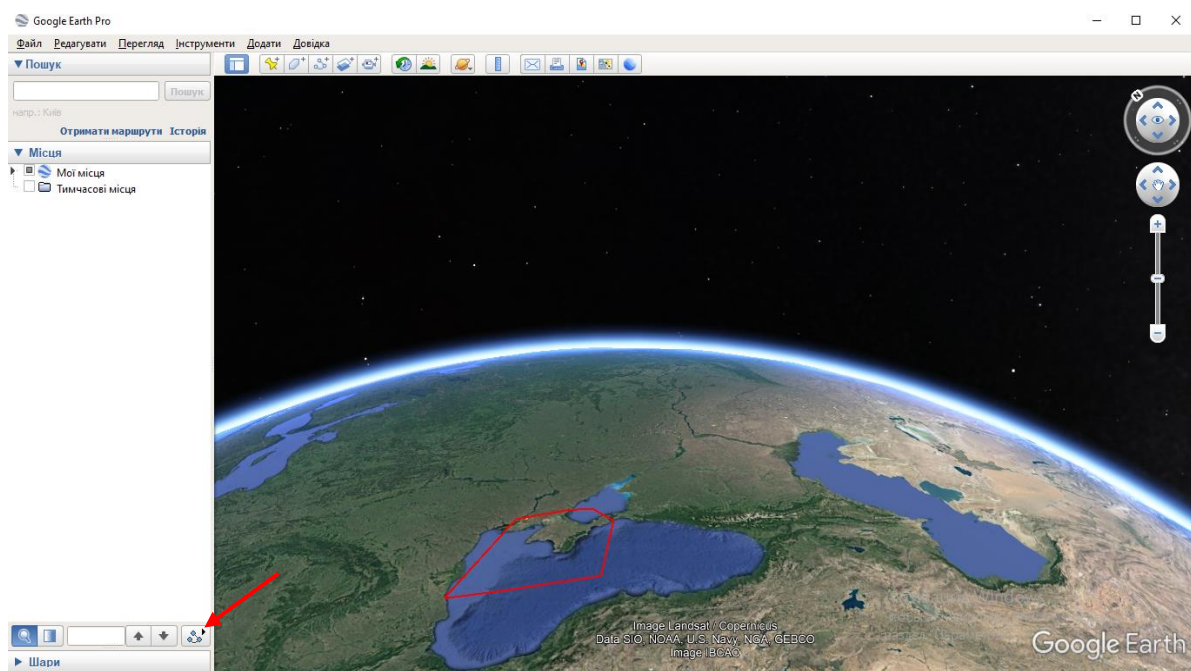 Google Earth Pro
Файл Редагувати Перегляд Інструменти Додати Довідка
Пошук
Пошук
напр.: Київ
Отримати маршрути Історія
Місця
Мої місця
Тимчасові місця
N
Image Landsat / Copernicus
Data SIO, NOAA, U.S. Navy, NGA, GEBCO
Image IBCAO
Google Earth
Шари